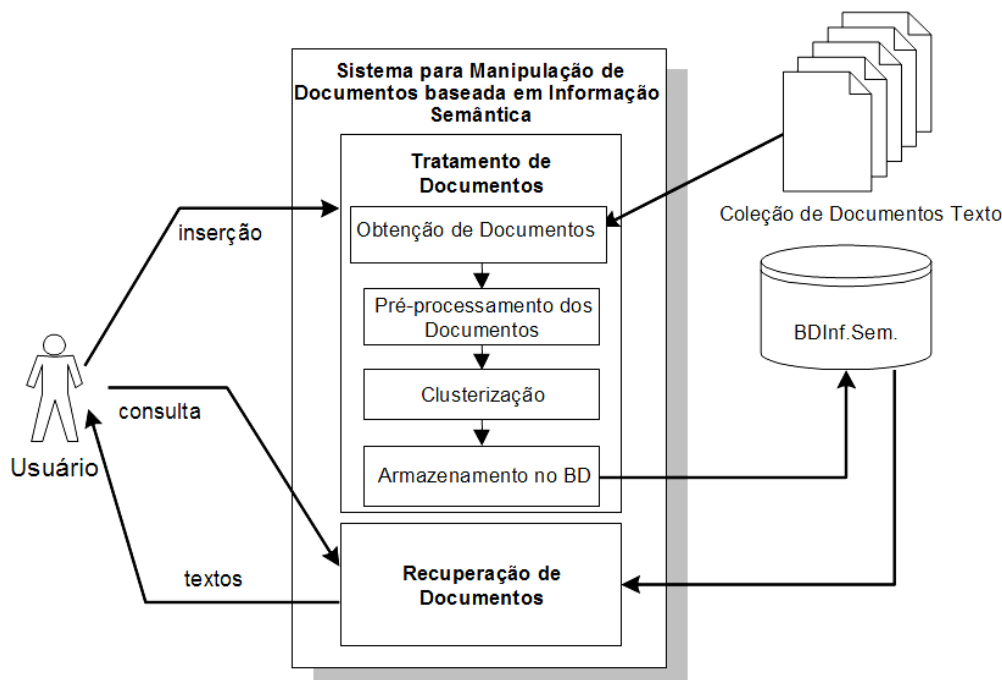 Sistema para Manipulação de
Documentos baseada em Informação
Semântica
Tratamento de
Documentos
Obtenção de Documentos
Pré-processamento dos
Documentos
Clusterização
Armazenamento no BD
Recuperação de
Documentos
inserção
consulta
textos
Usuário
Coleção de Documentos Texto
BDInf.Sem.